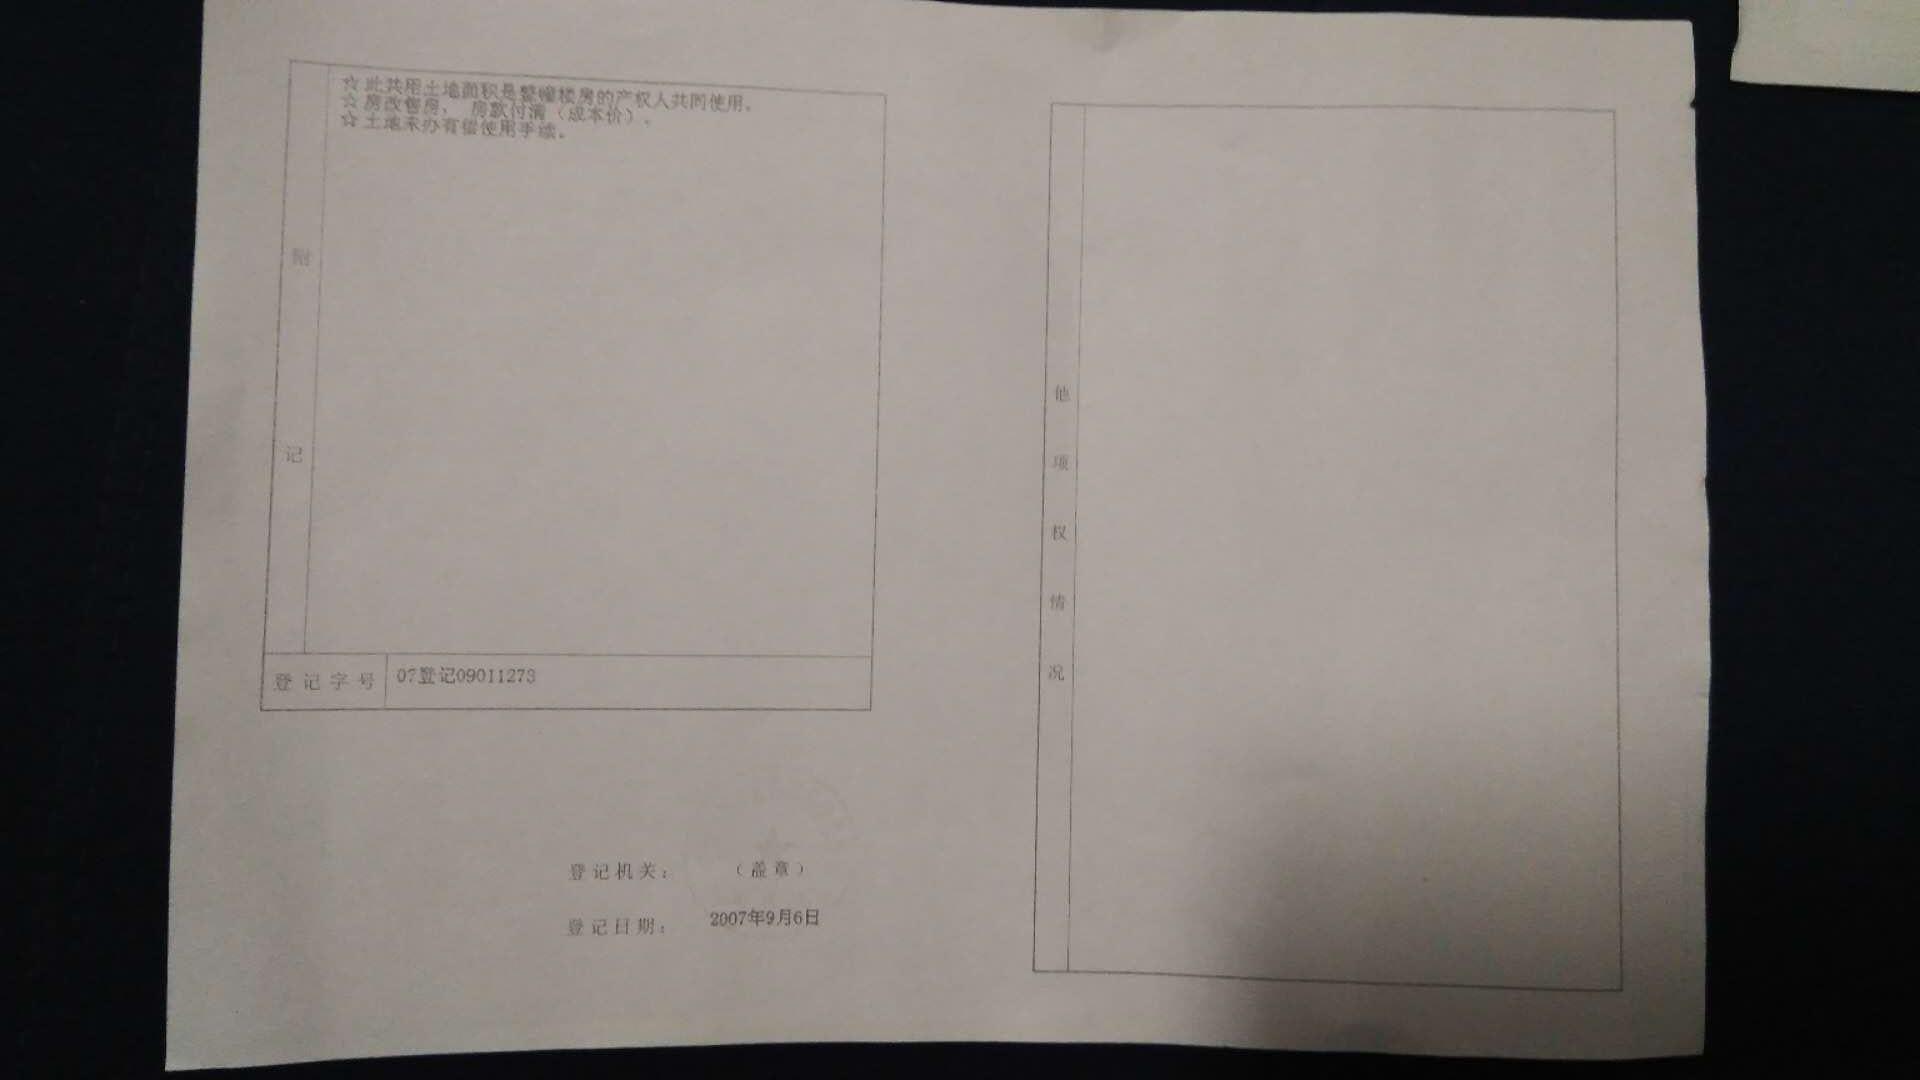 ☆此共用土地面积是整幢楼房的产权人共同使用。
☆房改售房， 房款付清（成本价）。
☆土地未办有偿使用手续。
附记
登记字号 07登记09011273
登记机关： （盖章）
登记日期： 2007年9月6日
他项权情况